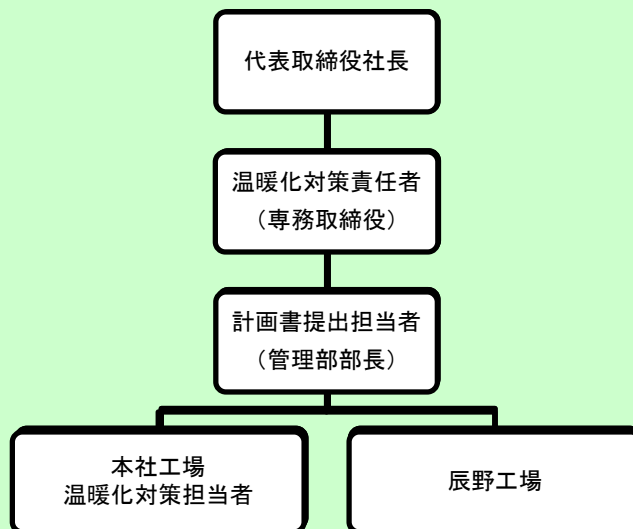 代表取締役社長
温暖化対策責任者
（専務取締役）
計画書提出担当者
（管理部部長）
本社工場
温暖化対策担当者
辰野工場